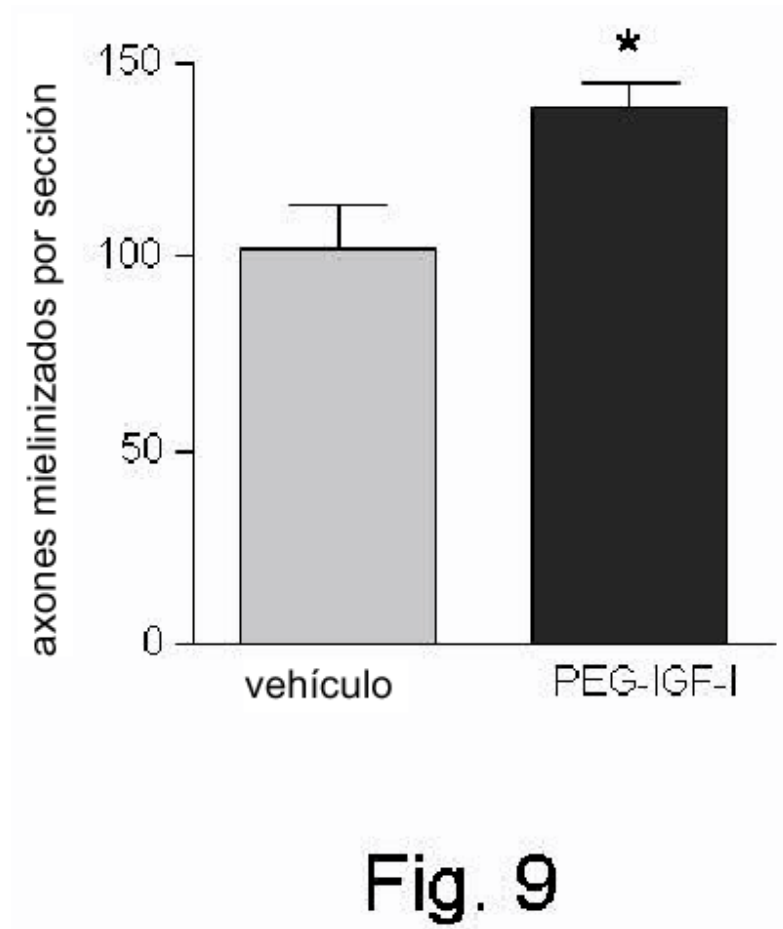 axones mielinizados por sección
150
100
50
0
*
vehículo
PEG-IGF-I
Fig. 9